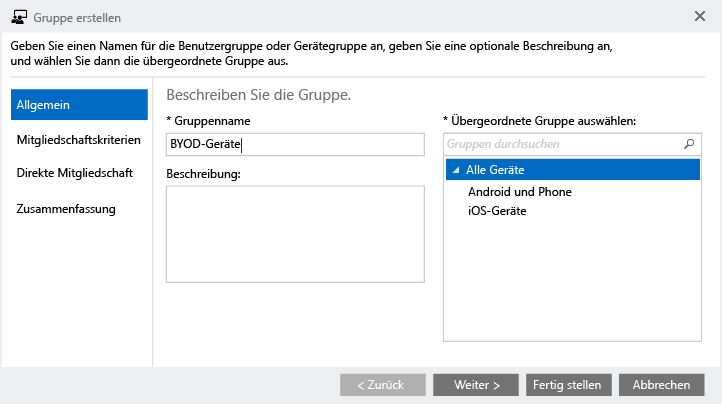 Gruppe erstellen
Geben Sie einen Namen für die Benutzergruppe oder Gerätegruppe an, geben Sie eine optionale Beschreibung an,
und wählen Sie dann die übergeordnete Gruppe aus.
Allgemein
Mitgliedschaftskriterien
Direkte Mitgliedschaft
Zusammenfassung
Beschreiben Sie die Gruppe.
* Gruppenname
BYOD-Geräte
Beschreibung:
* Übergeordnete Gruppe auswählen:
Gruppen durchsuchen
Alle Geräte
Android und Phone
iOS-Geräte
< Zurück
Weiter >
Fertig stellen
Abbrechen